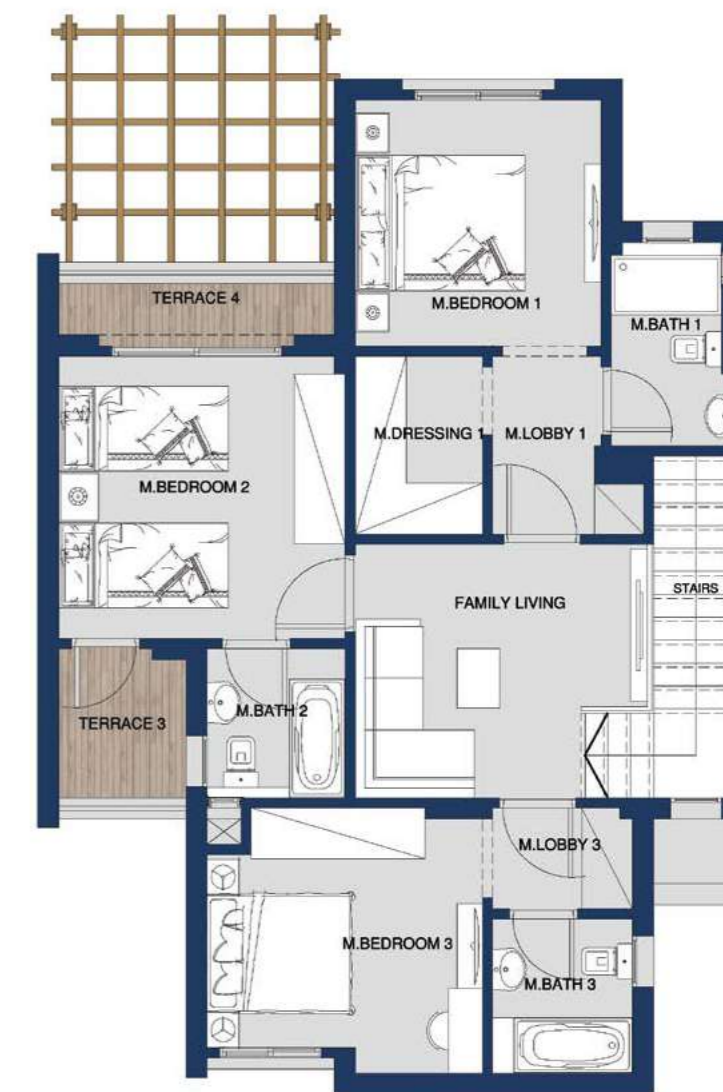 TERRACE 4
M.BEDROOM 1
M.BATH 1
M.DRESSING 1
M.LOBBY 1
M.BEDROOM 2
STAIRS
FAMILY LIVING
M.BATH 2
TERRACE 3
M.LOBBY 3
M.BEDROOM 3
M.BATH 3